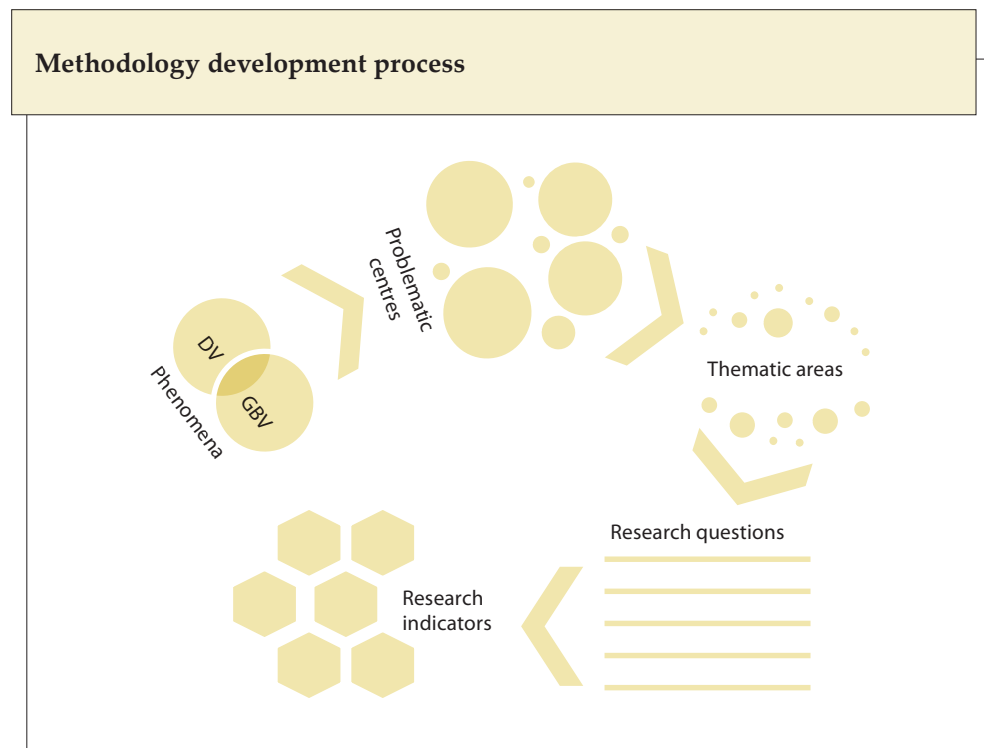 Methodology development process
DV
GBV
Phenomena
Problematic
centres
Thematic areas
Research questions
Research
indicators